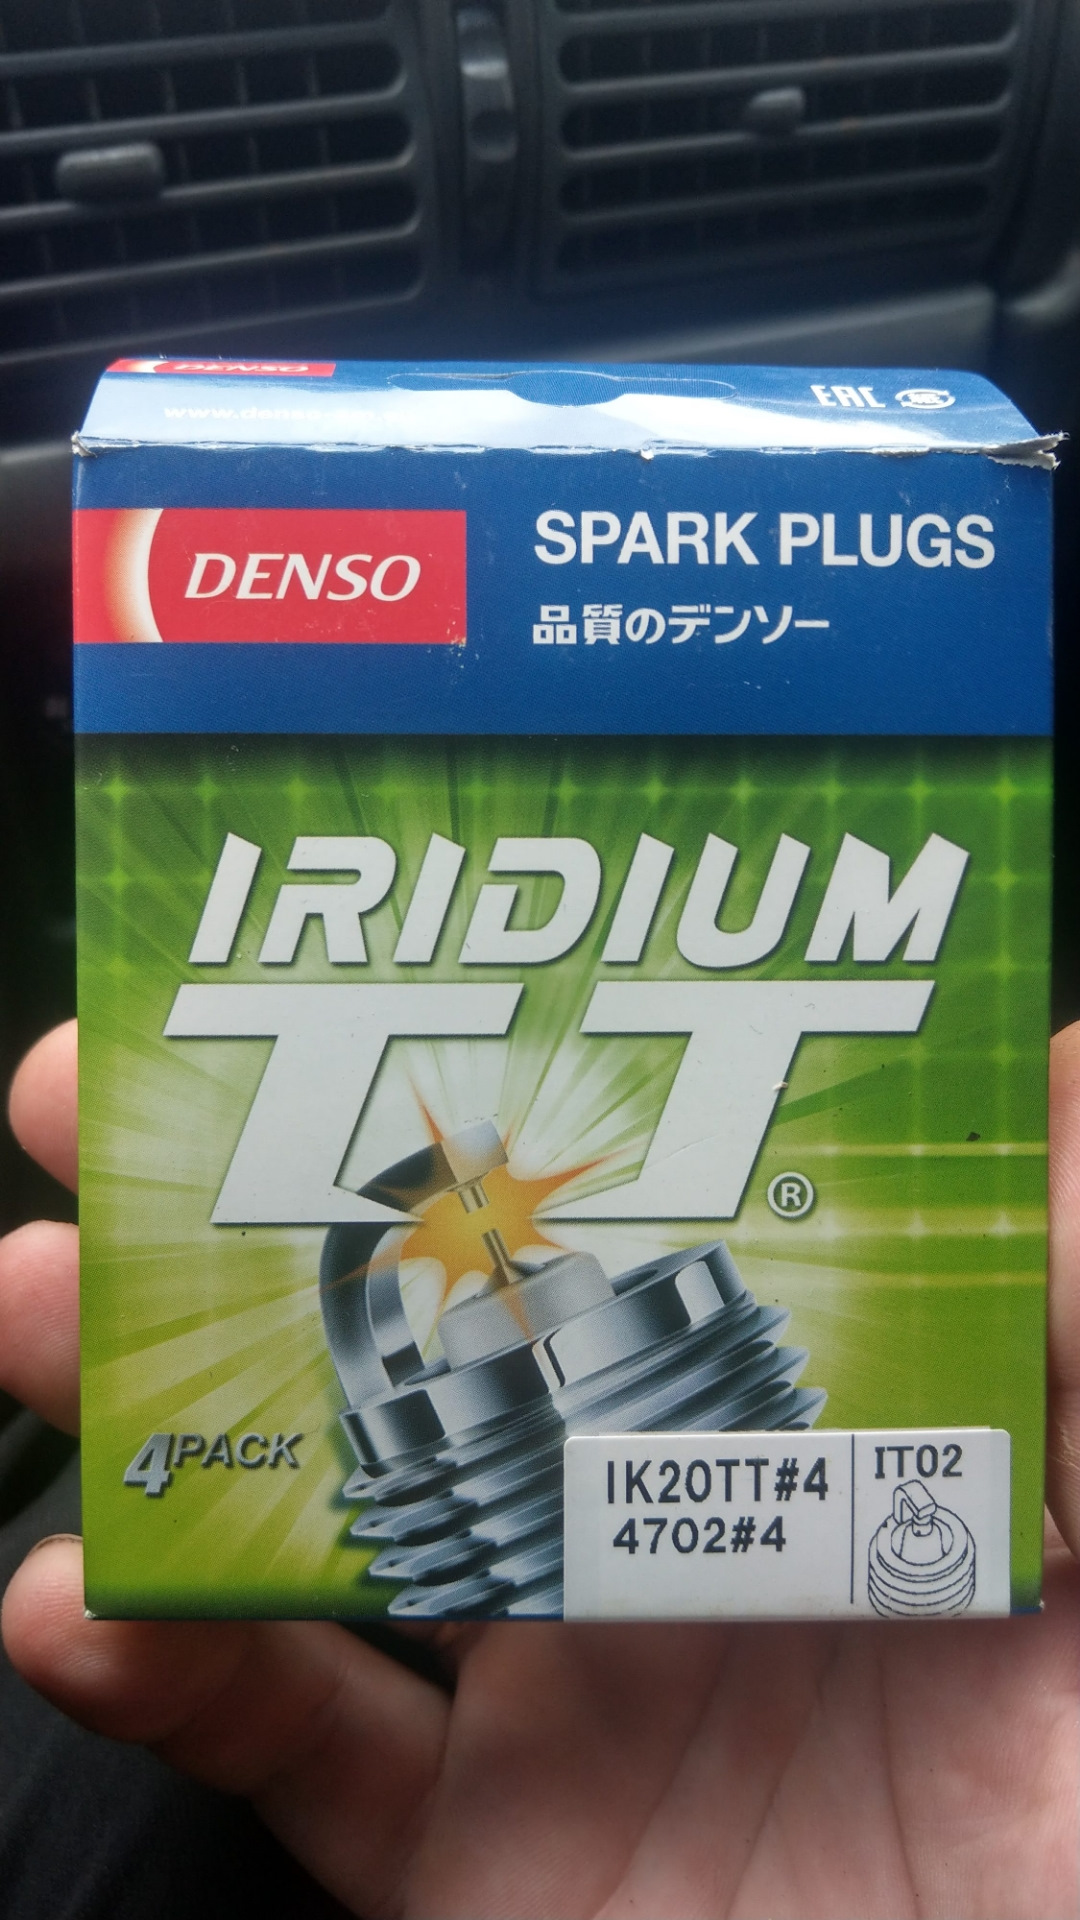 DENSO
EAC
DENSO
SPARK PLUGS
品質のデンソー
IRIDIUM
TT®
4PACK
IK20TT#4
4702#4
IT02